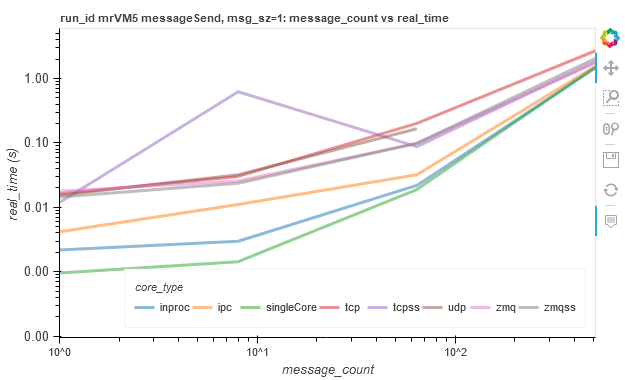 run_id mrVM5 messageSend, msg_sz=1: message_count vs real_time
1.00
0.10
0.01
0.00
0.00
real_time (s)
core_type
inproc ipc singleCore tcp tcpss udp zmq zmqss
10^0 10^1 10^2
message_count